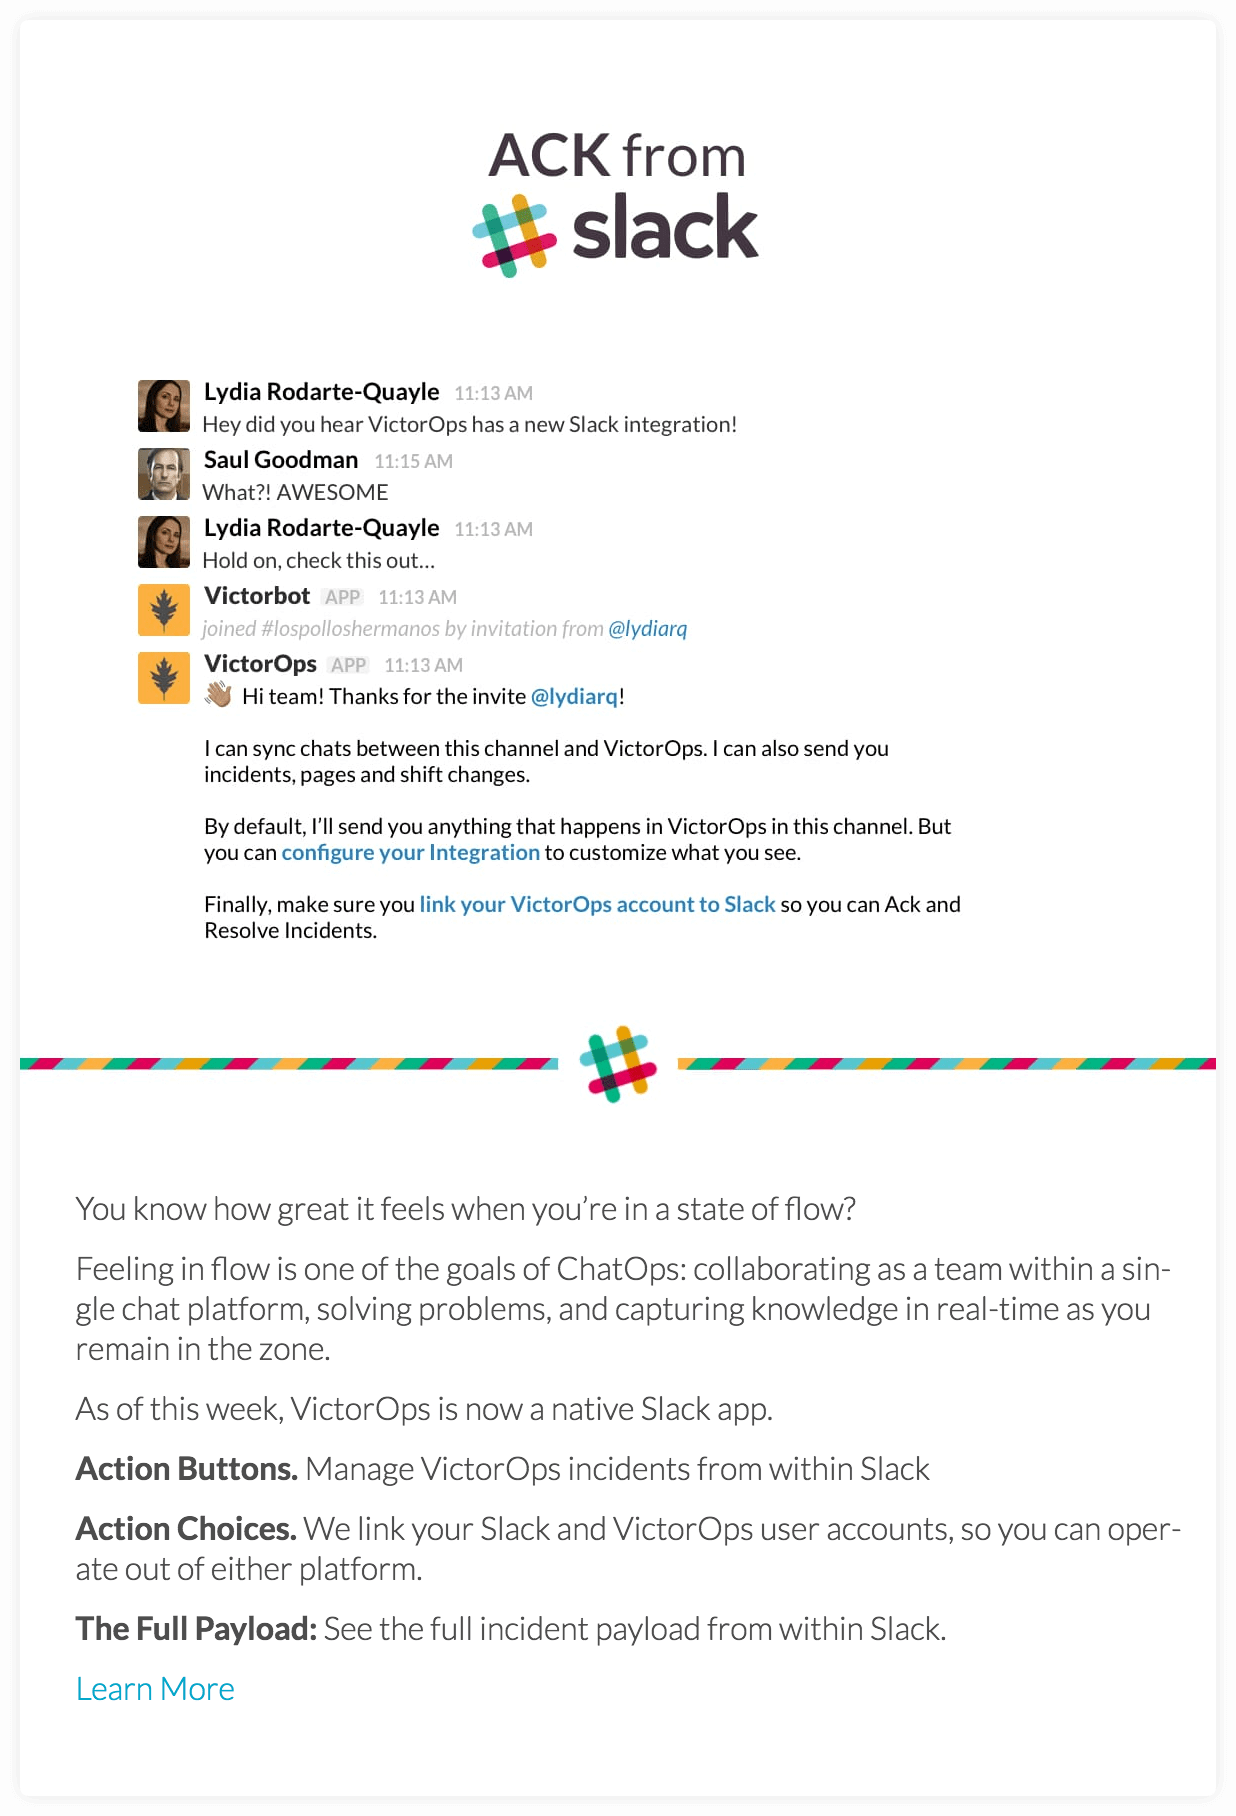 ACK from
slack
Lydia Rodarte-Quayle 11:13 AM
Hey did you hear VictorOps has a new Slack integration!
Saul Goodman 11:15 AM
What?! AWESOME
Lydia Rodarte-Quayle 11:13 AM
Hold on, check this out...
Victorbot APP 11:13 AM
joined #lospolloshermanos by invitation from @lydiarq
VictorOps APP 11:13 AM
👋🏽 Hi team! Thanks for the invite @lydiarq!
I can sync chats between this channel and VictorOps. I can also send you
incidents, pages and shift changes.
By default, I’ll send you anything that happens in VictorOps in this channel. But
you can configure your Integration to customize what you see.
Finally, make sure you link your VictorOps account to Slack so you can Ack and
Resolve Incidents.
You know how great it feels when you’re in a state of flow?
Feeling in flow is one of the goals of ChatOps: collaborating as a team within a sin-
gle chat platform, solving problems, and capturing knowledge in real-time as you
remain in the zone.
As of this week, VictorOps is now a native Slack app.
Action Buttons. Manage VictorOps incidents from within Slack
Action Choices. We link your Slack and VictorOps user accounts, so you can oper-
ate out of either platform.
The Full Payload: See the full incident payload from within Slack.
Learn More